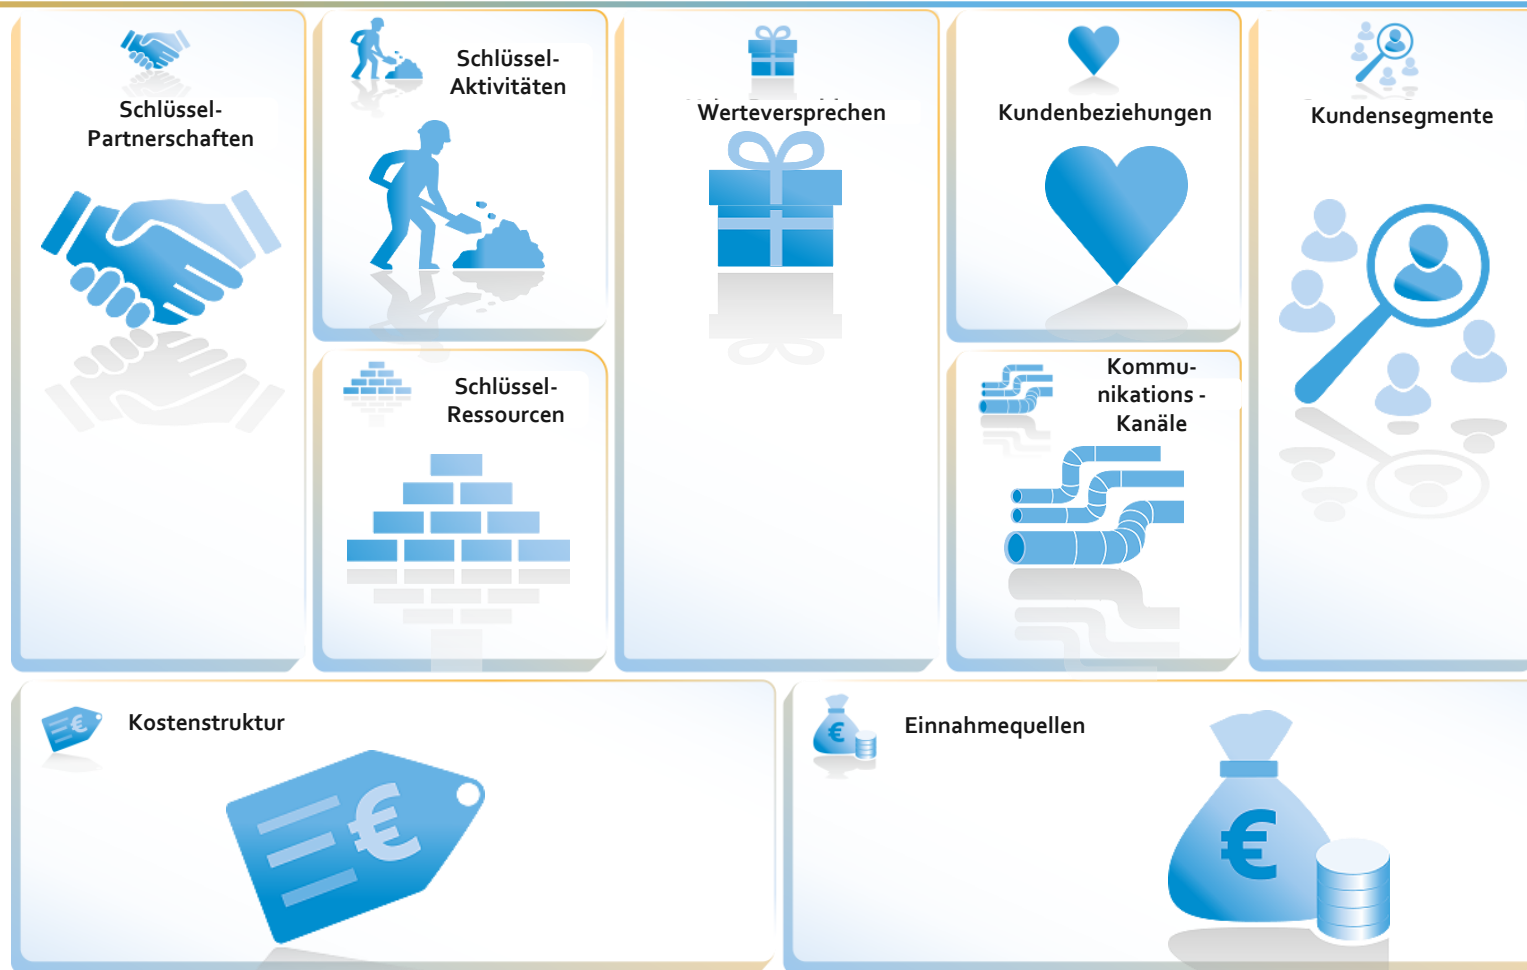 Schlüssel-
Partnerschaften
Schlüssel-
Aktivitäten
Schlüssel-
Ressourcen
Werteversprechen
Kundenbeziehungen
Kommu-
nikations -
Kanäle
Kundensegmente
Kostenstruktur
€
€
Einnahmequellen
€
€